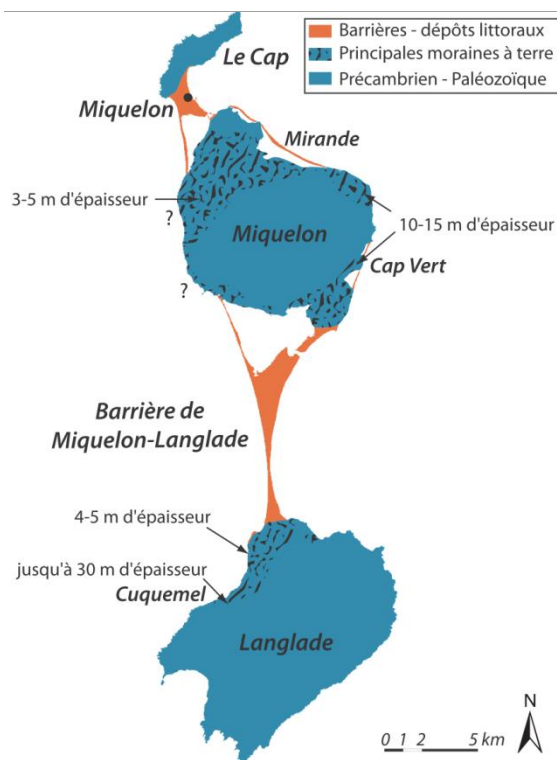 Barrières - dépôts littoraux
Principales moraines à terre
Précambrien - Paléozoïque
Le Cap
Miquelon
Mirande
3-5 m d'épaisseur
?
Miquelon
10-15 m d'épaisseur
Cap Vert
?
Barrière de
Miquelon-Langlade
4-5 m d'épaisseur
jusqu'à 30 m d'épaisseur
Cuquemel
Langlade
N
0 1 2 5 km